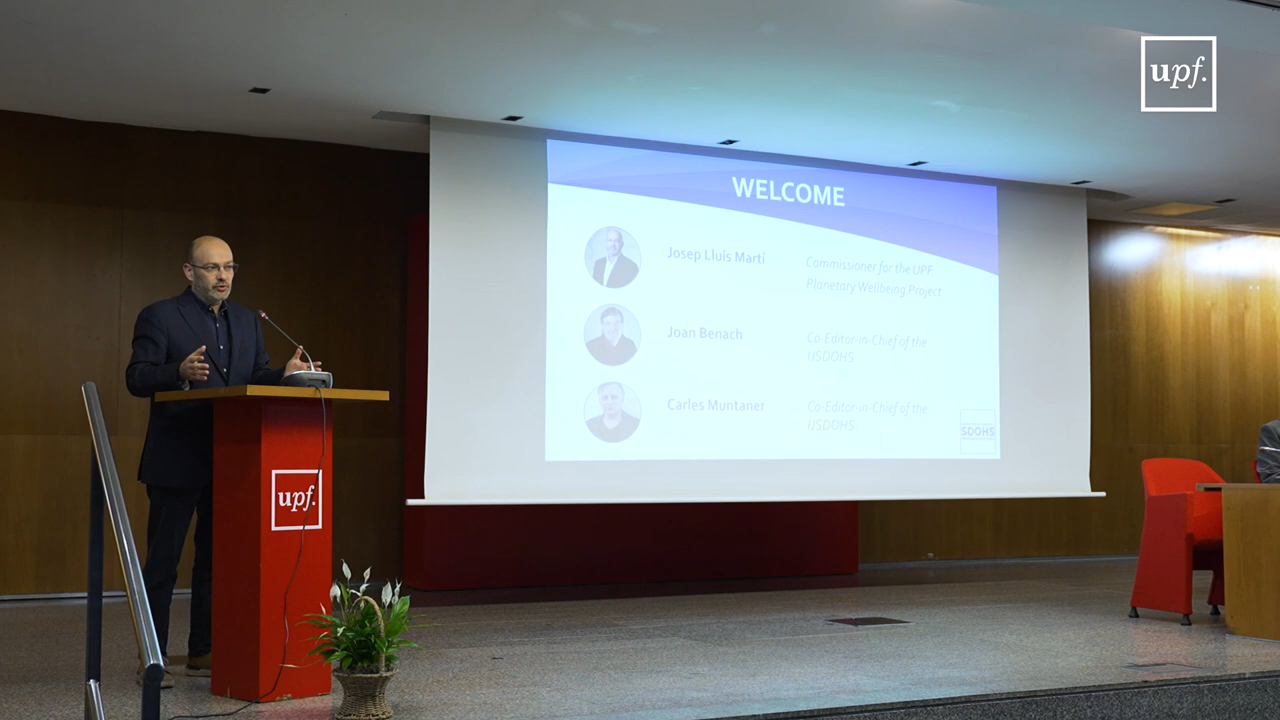 upf.
WELCOME
Josep Lluís Martí
Commissioner for the UPF
Planetary Wellbeing Project
Joan Benach
Co-Editor-in-Chief of the
IJSDOHS
Carles Muntaner
Co-Editor-in-Chief of the
IJSDOHS
SDOHS
upf.